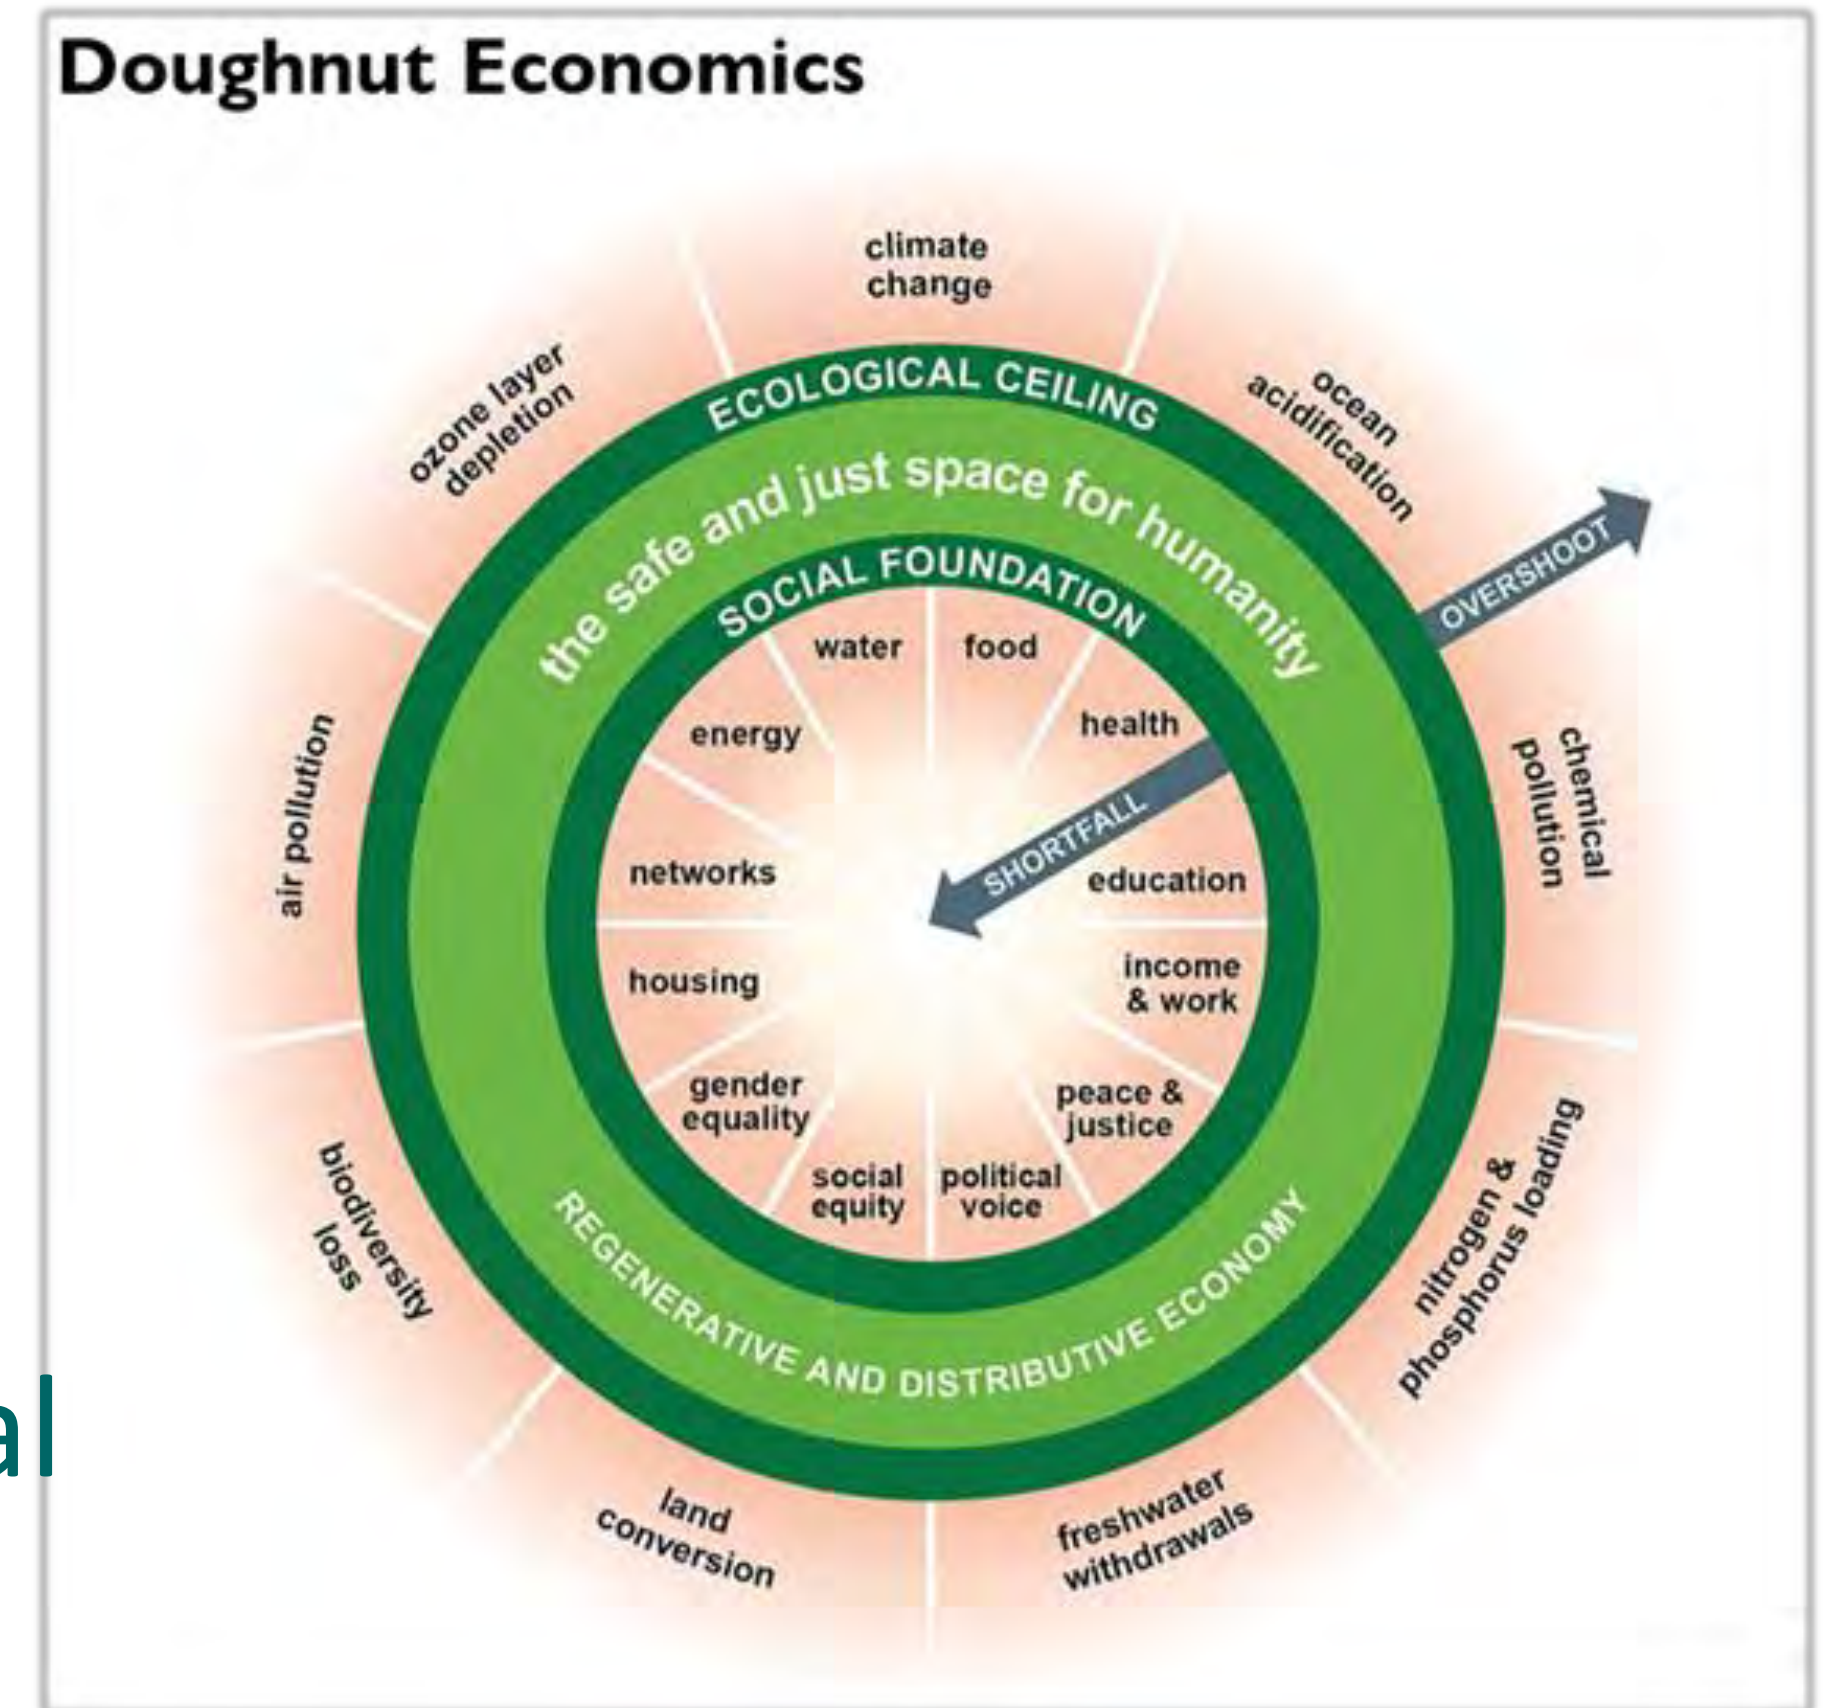 Doughnut Economics
climate
change
ocean
acidification
chemical
pollution
nitrogen &
phosphorus loading
freshwater
withdrawals
land
conversion
biodiversity
loss
air pollution
ozone layer
depletion
ECOLOGICAL CEILING
the safe and just space for humanity
SOCIAL FOUNDATION
OVERSHOOT
water
food
energy
health
SHORTFALL
networks
education
housing
income
& work
gender
equality
peace &
justice
social
equity
political
voice
REGENERATIVE AND DISTRIBUTIVE ECONOMY
al